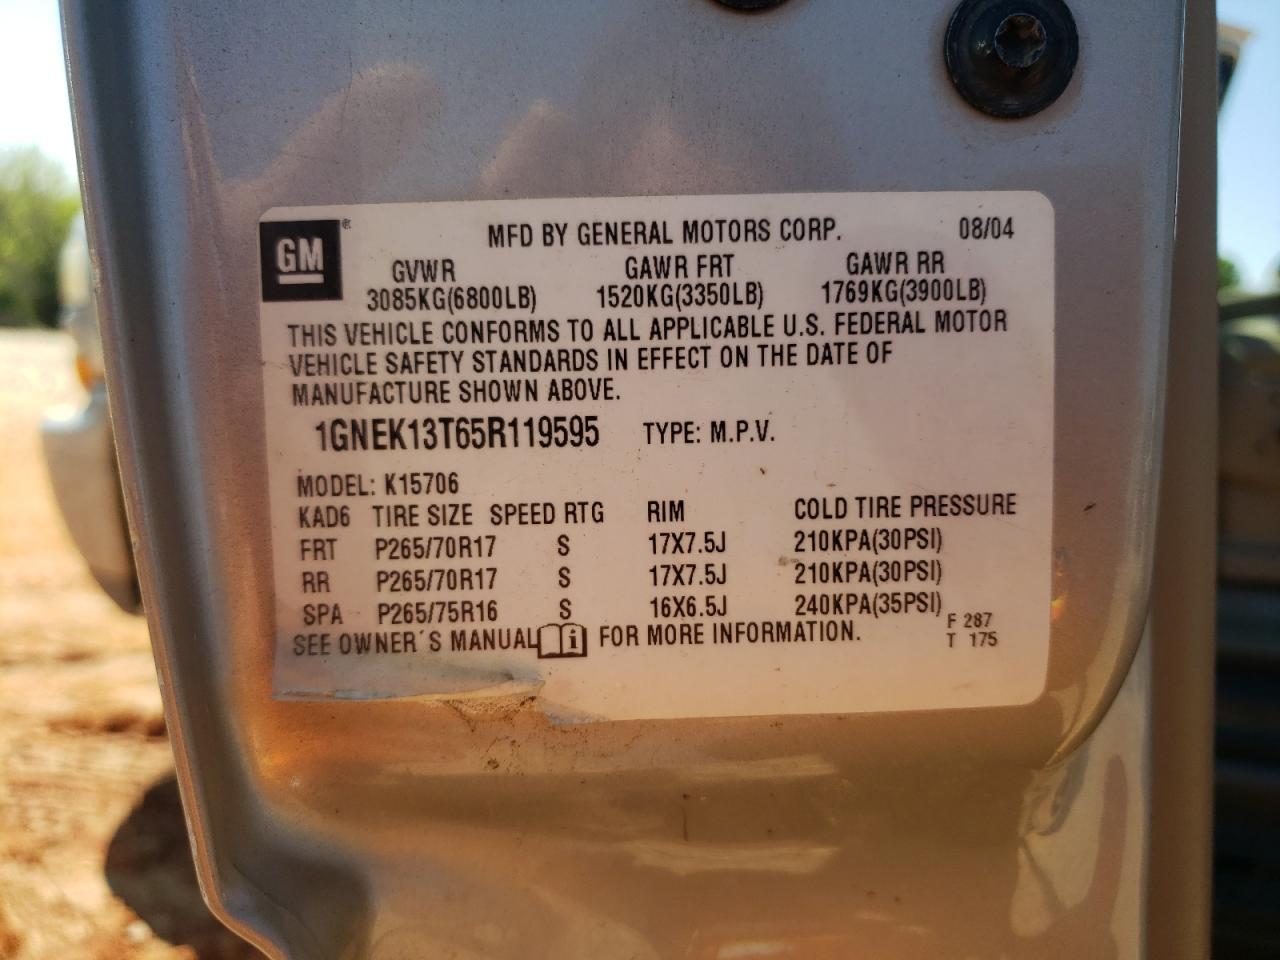 GM®
MFD BY GENERAL MOTORS CORP. 08/04
GVWR GAWR FRT GAWR RR
3085KG(6800LB) 1520KG(3350LB) 1769KG(3900LB)
THIS VEHICLE CONFORMS TO ALL APPLICABLE U.S. FEDERAL MOTOR
VEHICLE SAFETY STANDARDS IN EFFECT ON THE DATE OF
MANUFACTURE SHOWN ABOVE.
1GNEK13T65R119595 TYPE: M.P.V.
MODEL: K15706
KAD6 TIRE SIZE SPEED RTG RIM COLD TIRE PRESSURE
FRT P265/70R17 S 17X7.5J 210KPA(30PSI)
RR P265/70R17 S 17X7.5J 210KPA(30PSI)
SPA P265/75R16 S 16X6.5J 240KPA(35PSI)
SEE OWNER´S MANUAL i FOR MORE INFORMATION.
F 287
T 175